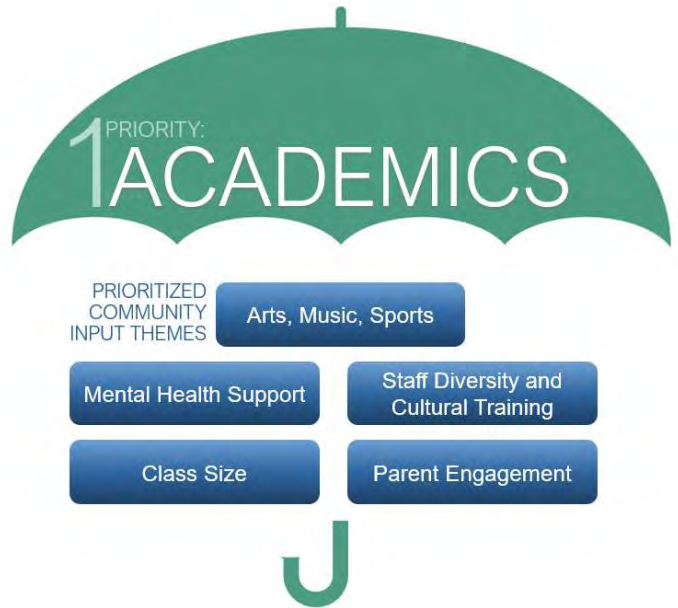 1 PRIORITY:
ACADEMICS
PRIORITIZED
COMMUNITY
INPUT THEMES
Arts, Music, Sports
Mental Health Support
Staff Diversity and
Cultural Training
Class Size
Parent Engagement